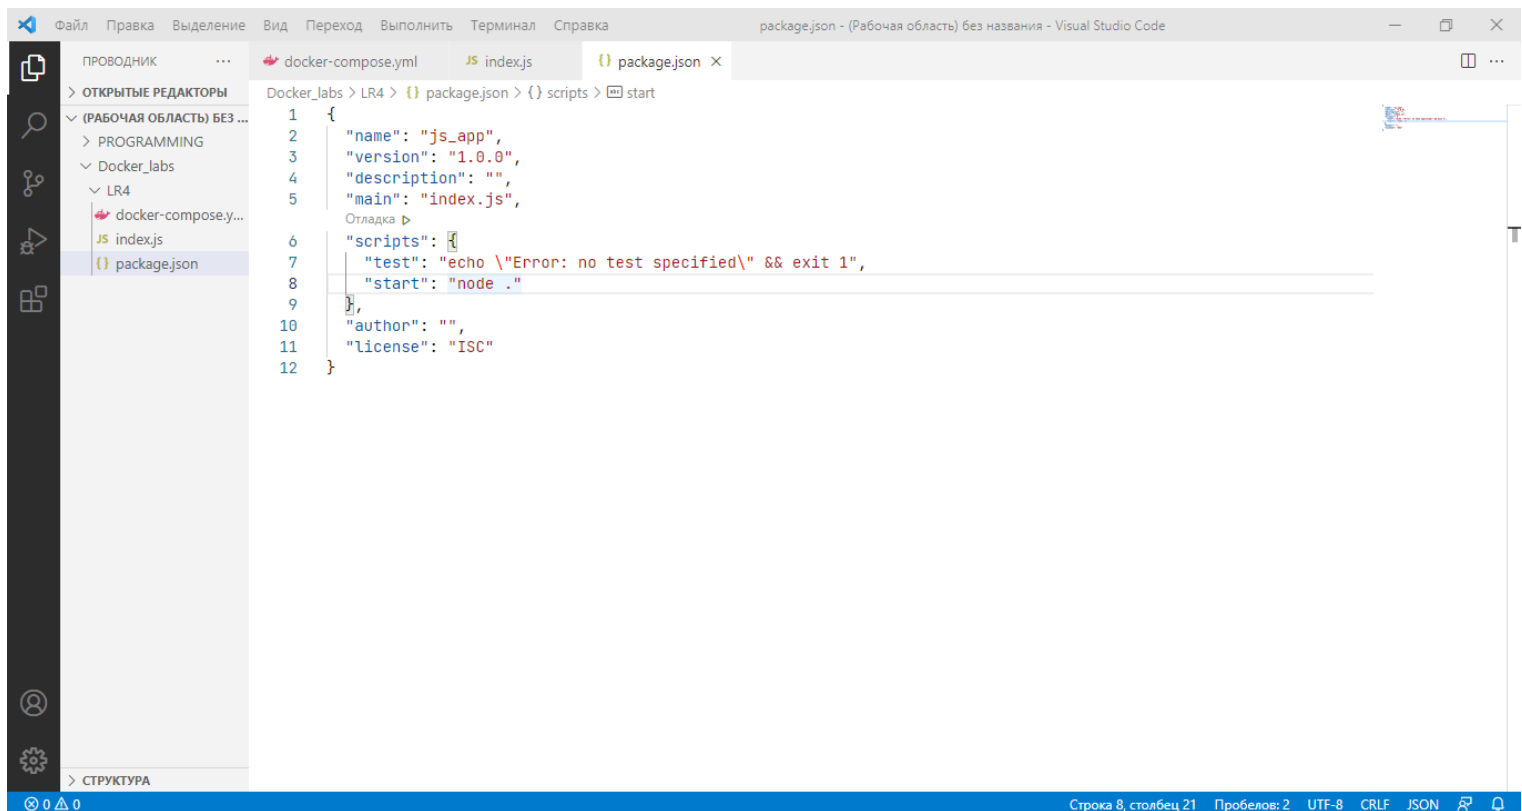 Файл Правка Выделение Вид Переход Выполнить Терминал Справка package.json - (Рабочая область) без названия - Visual Studio Code
ПРОВОДНИК ...
ОТКРЫТЫЕ РЕДАКТОРЫ
(РАБОЧАЯ ОБЛАСТЬ) БЕЗ ...
PROGRAMMING
Docker_labs
LR4
docker-compose.y...
JS index.js
{} package.json
СТРУКТУРА
docker-compose.yml JS index.js {} package.json ×
Docker_labs > LR4 > {} package.json > {} scripts > abc start
1 {
2 "name": "js_app",
3 "version": "1.0.0",
4 "description": "",
5 "main": "index.js",
Отладка
6 "scripts": {
7 "test": "echo \"Error: no test specified\" && exit 1",
8 "start": "node ."
9 },
10 "author": "",
11 "license": "ISC"
12 }
0 0 Строка 8, столбец 21 Пробелов: 2 UTF-8 CRLF JSON